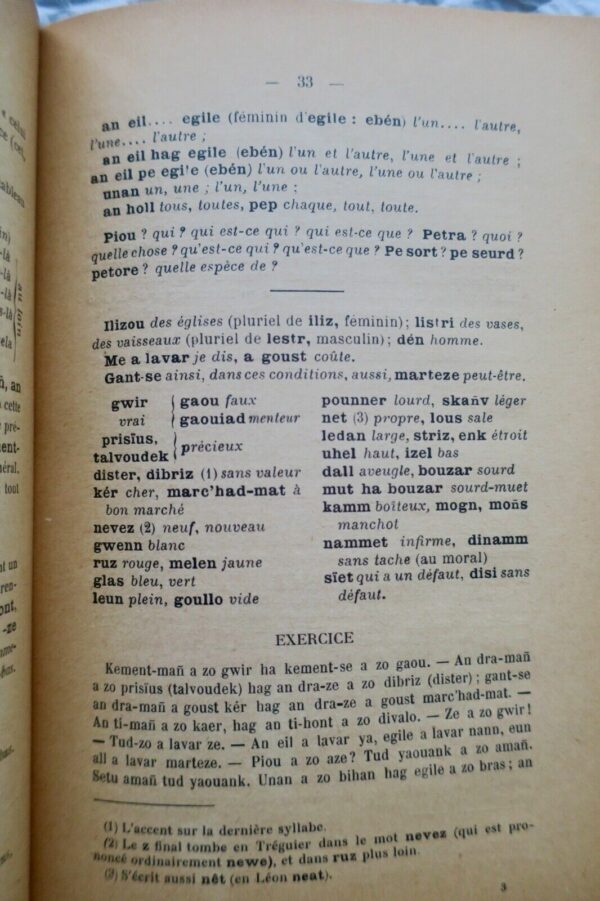 — 33 —
an eil.... egile (féminin d'egile : ebén) l'un.... l'autre,
l'une.... l'autre ;
an eil hag egile (ebén) l'un et l'autre, l'une et l'autre ;
an eil pe egi'e (ebén) l'un ou l'autre, l'une ou l'autre ;
unan un, une ; l'un, l'une ;
an holl tous, toutes, pep chaque, tout, toute.
Piou ? qui ? qui est-ce qui ? qui est-ce que ? Petra ? quoi ?
quelle chose ? qu'est-ce qui ? qu'est-ce que ? Pe sort ? pe seurd ?
petore ? quelle espèce de ?
Ilizou des églises (pluriel de iliz, féminin) ; listri des vases,
des vaisseaux (pluriel de lestr, masculin) ; dén homme.
Me a lavar je dis, a goust coûte.
Gant-se ainsi, dans ces conditions, aussi, marteze peut-être.
gwir { gaou faux
vrai { gaouiad menteur
prisïus, } précieux
talvoudek
dister, dibriz (1) sans valeur
kér cher, marc'had-mat à
bon marché
nevez (2) neuf, nouveau
gwenn blanc
ruz rouge, melen jaune
glas bleu, vert
leun plein, goullo vide
pounner lourd, skañv léger
net (3) propre, lous sale
ledan large, striz, enk étroit
uhel haut, izel bas
dall aveugle, bouzar sourd
mut ha bouzar sourd-muet
kamm boîteux, mogn, moñs
manchot
nammet infirme, dinamm
sans tache (au moral)
sïet qui a un défaut, disi sans
défaut.
EXERCICE
Kement-mañ a zo gwir ha kement-se a zo gaou. — An dra-mañ
a zo prisïus (talvoudek) hag an dra-ze a zo dibriz (dister) ; gant-se
an dra-mañ a goust kér hag an dra-ze a goust marc'had-mat. —
An ti-mañ a zo kaer, hag an ti-hont a zo divalo. — Ze a zo gwir !
— Tud-zo a lavar ze. — An eil a lavar ya, egile a lavar nann, eun
all a lavar marteze. — Piou a zo aze ? Tud yaouank a zo amañ.
Setu amañ tud yaouank. Unan a zo bihan hag egile a zo bras ; an
(1) L'accent sur la dernière syllabe.
(2) Le z final tombe en Tréguier dans le mot nevez (qui est pro-
noncé ordinairement newe), et dans ruz plus loin.
(3) S'écrit aussi nêt (en Léon neat).
3